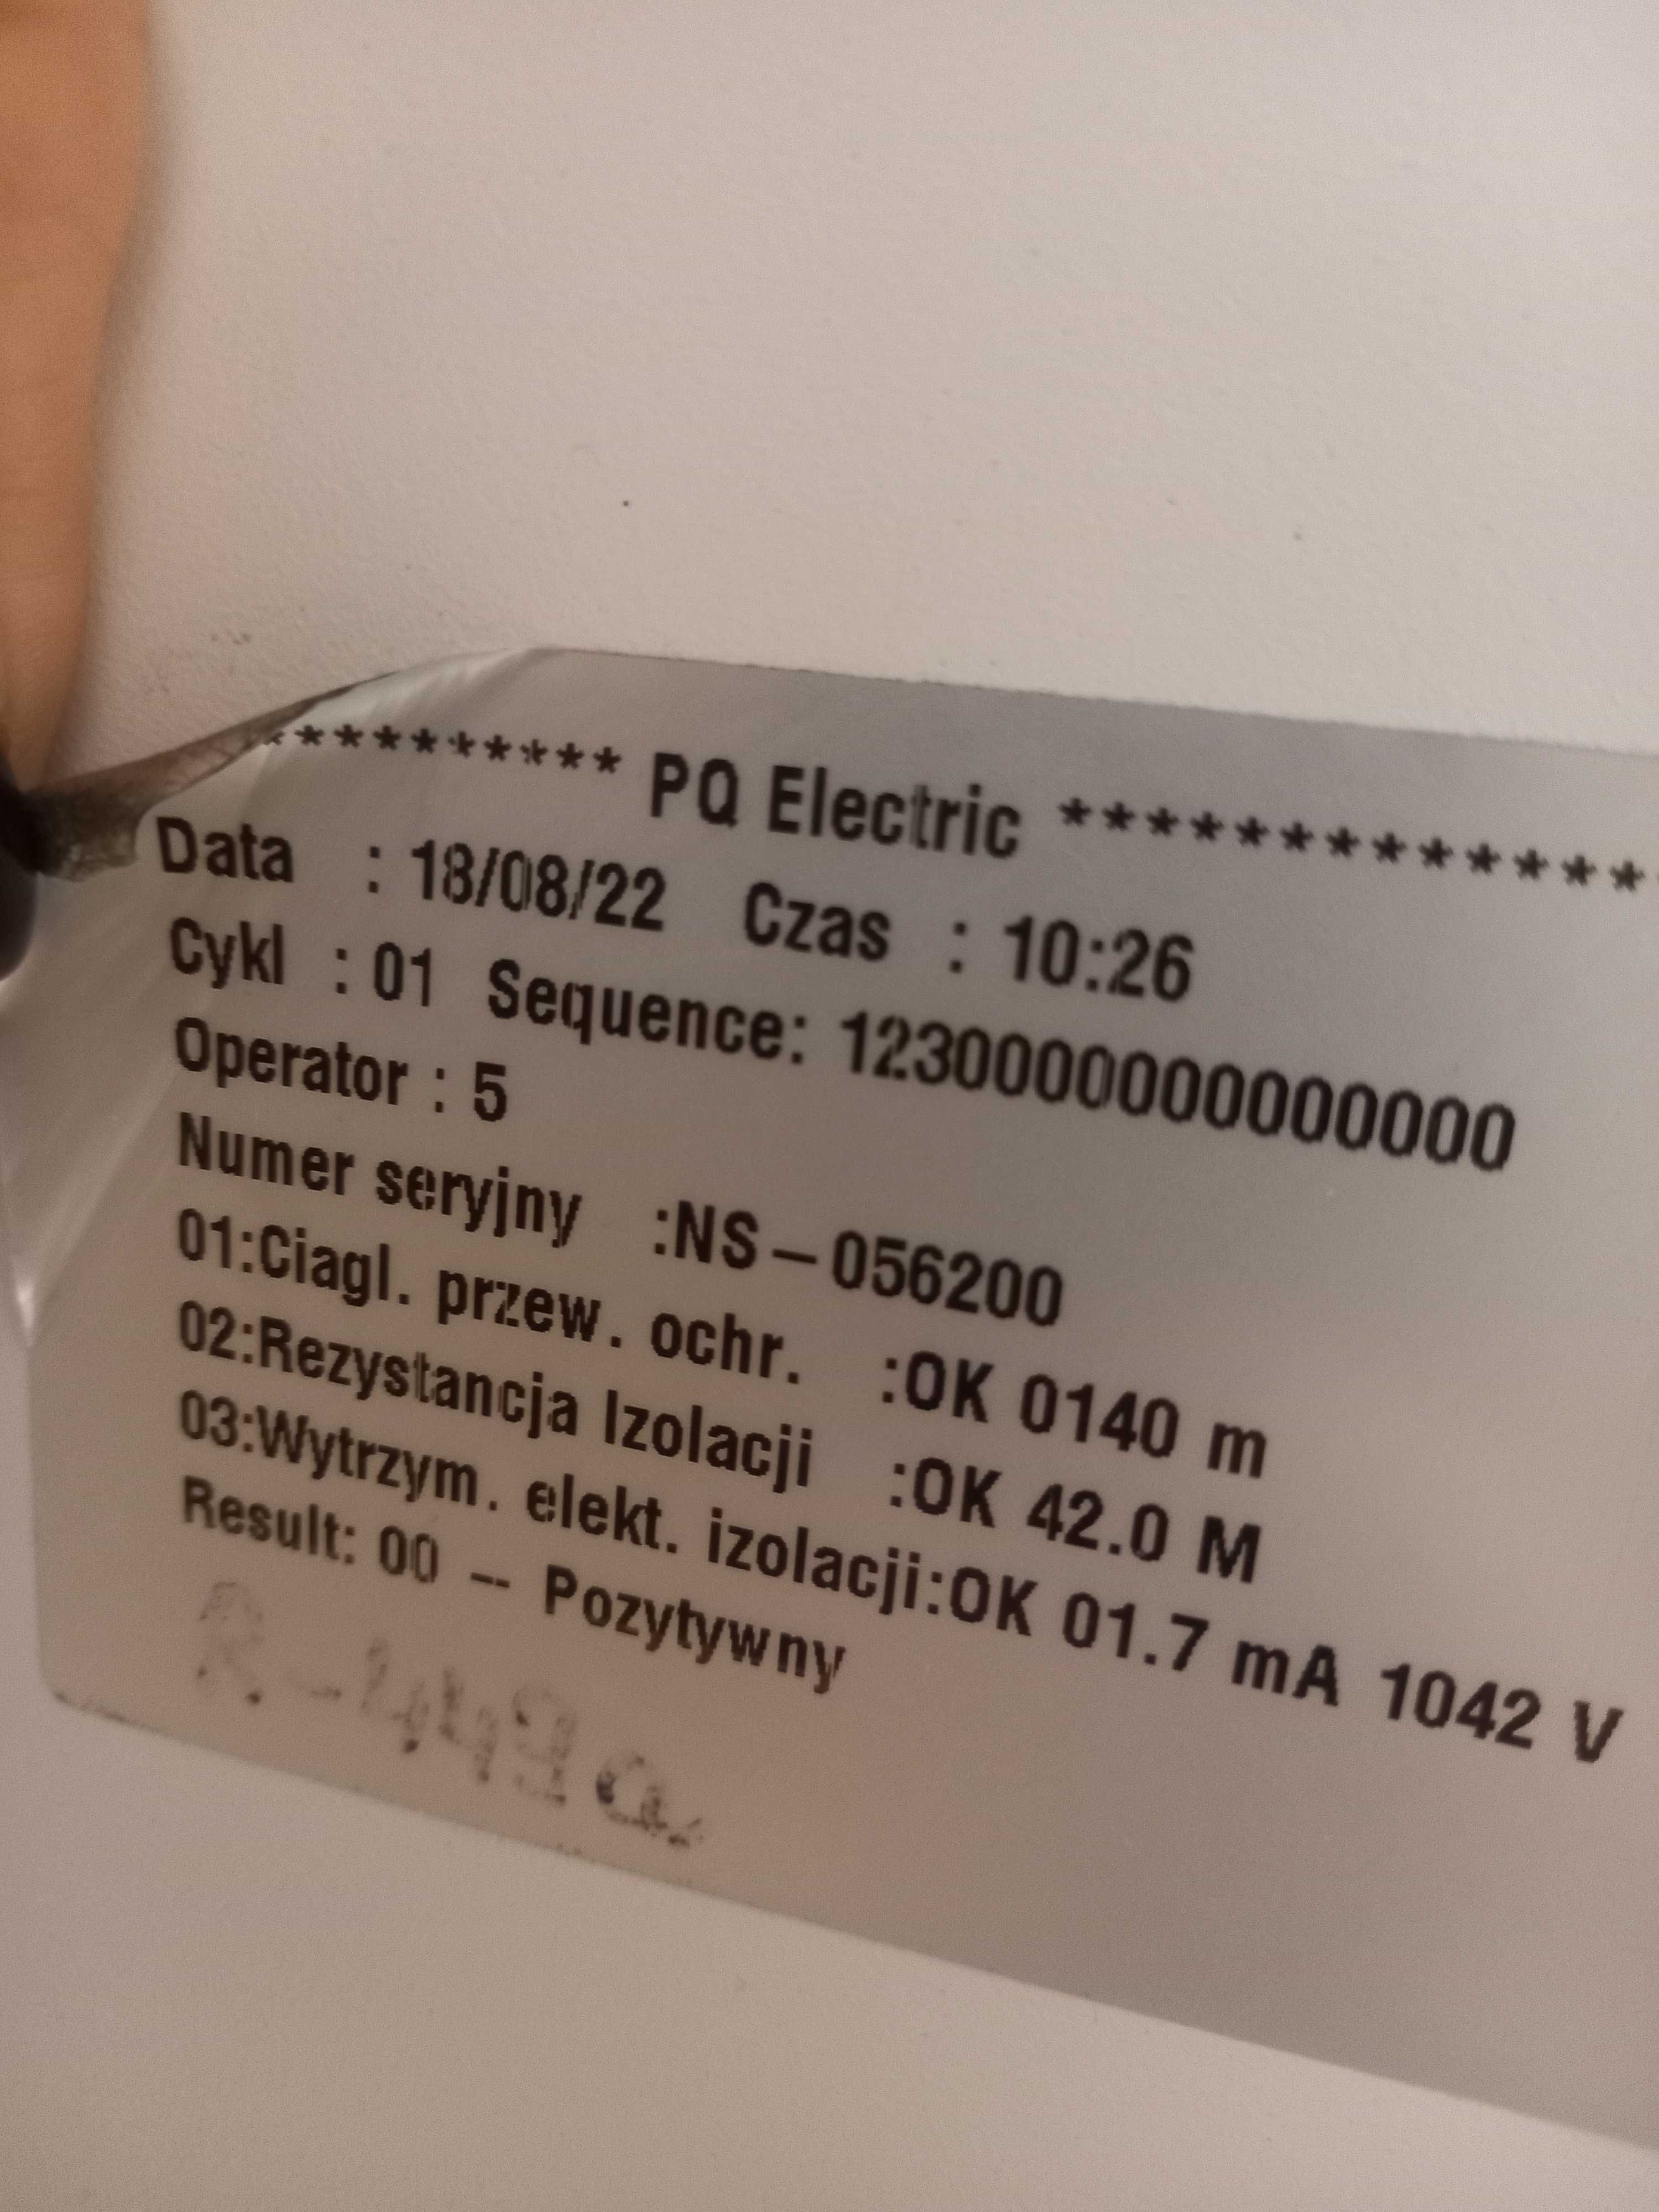 ********** PQ Electric **************
Data : 18/08/22 Czas : 10:26
Cykl : 01 Sequence: 1230000000000000
Operator : 5
Numer seryjny :NS-056200
01:Ciagl. przew. ochr. :OK 0140 m
02:Rezystancja Izolacji :OK 42.0 M
03:Wytrzym. elekt. izolacji:OK 01.7 mA 1042 V
Result: 00 -- Pozytywny